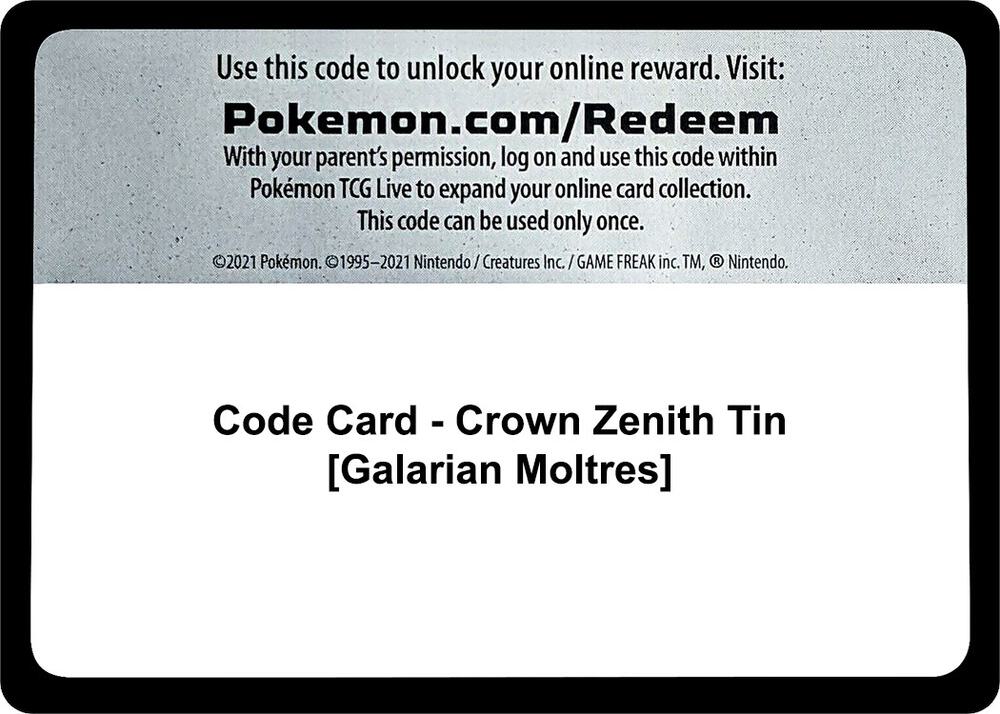 Use this code to unlock your online reward. Visit:
Pokemon.com/Redeem
With your parent's permission, log on and use this code within
Pokémon TCG Live to expand your online card collection.
This code can be used only once.
©2021 Pokémon. ©1995–2021 Nintendo / Creatures Inc. / GAME FREAK inc. TM, ® Nintendo.
Code Card - Crown Zenith Tin
[Galarian Moltres]